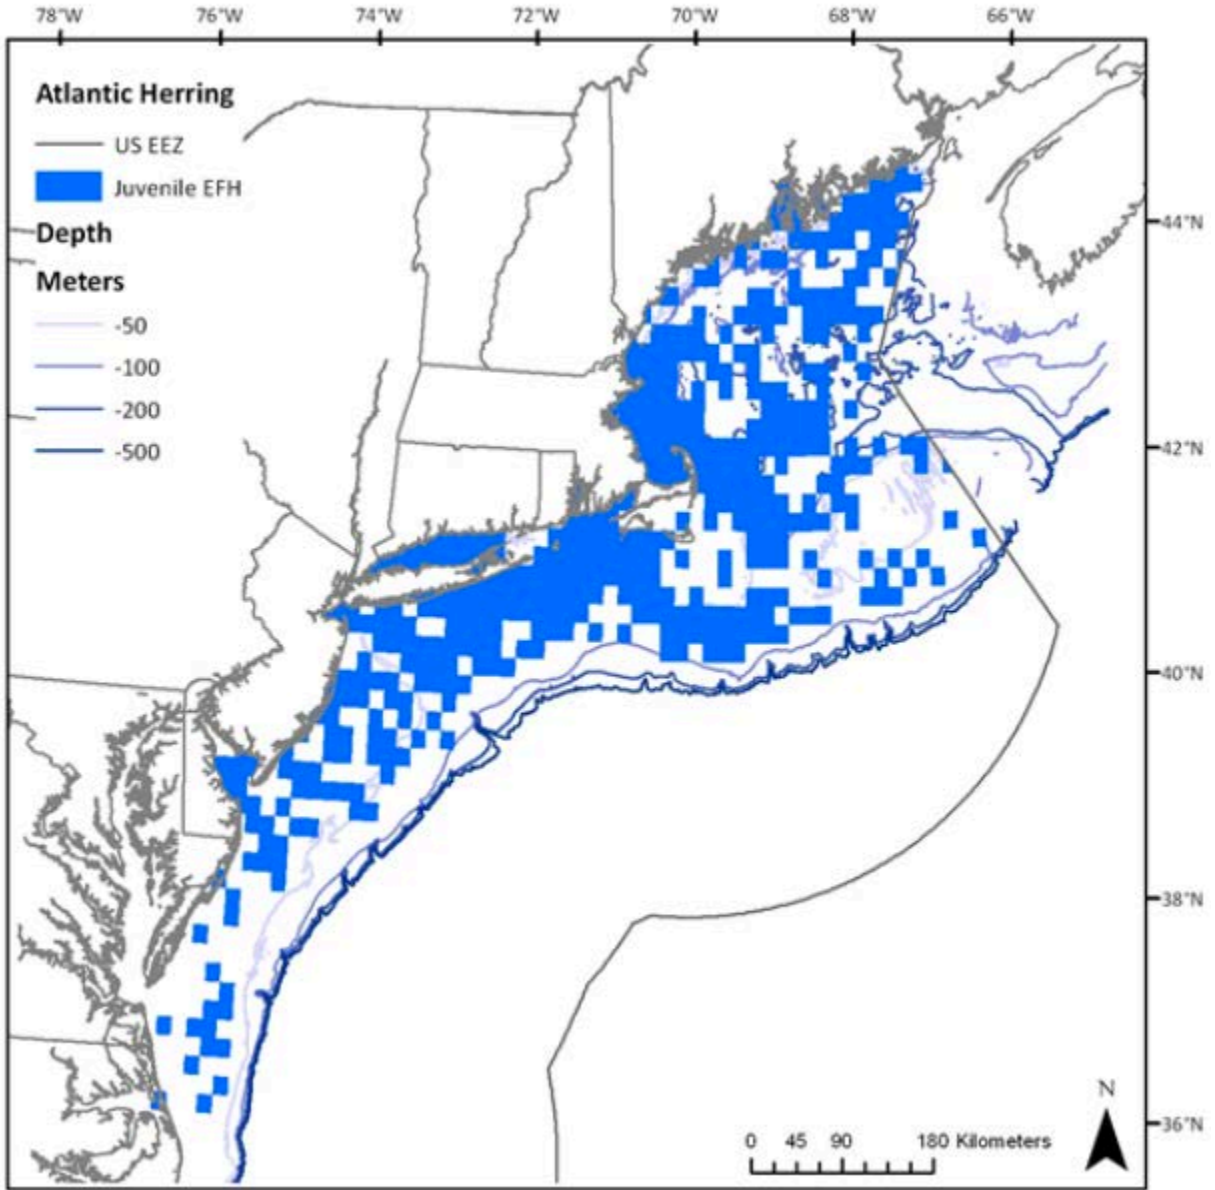 78°W 76°W 74°W 72°W 70°W 68°W 66°W
Atlantic Herring
US EEZ
Juvenile EFH
Depth
Meters
-50
-100
-200
-500
44°N
42°N
40°N
38°N
36°N
N
0 45 90 180 Kilometers